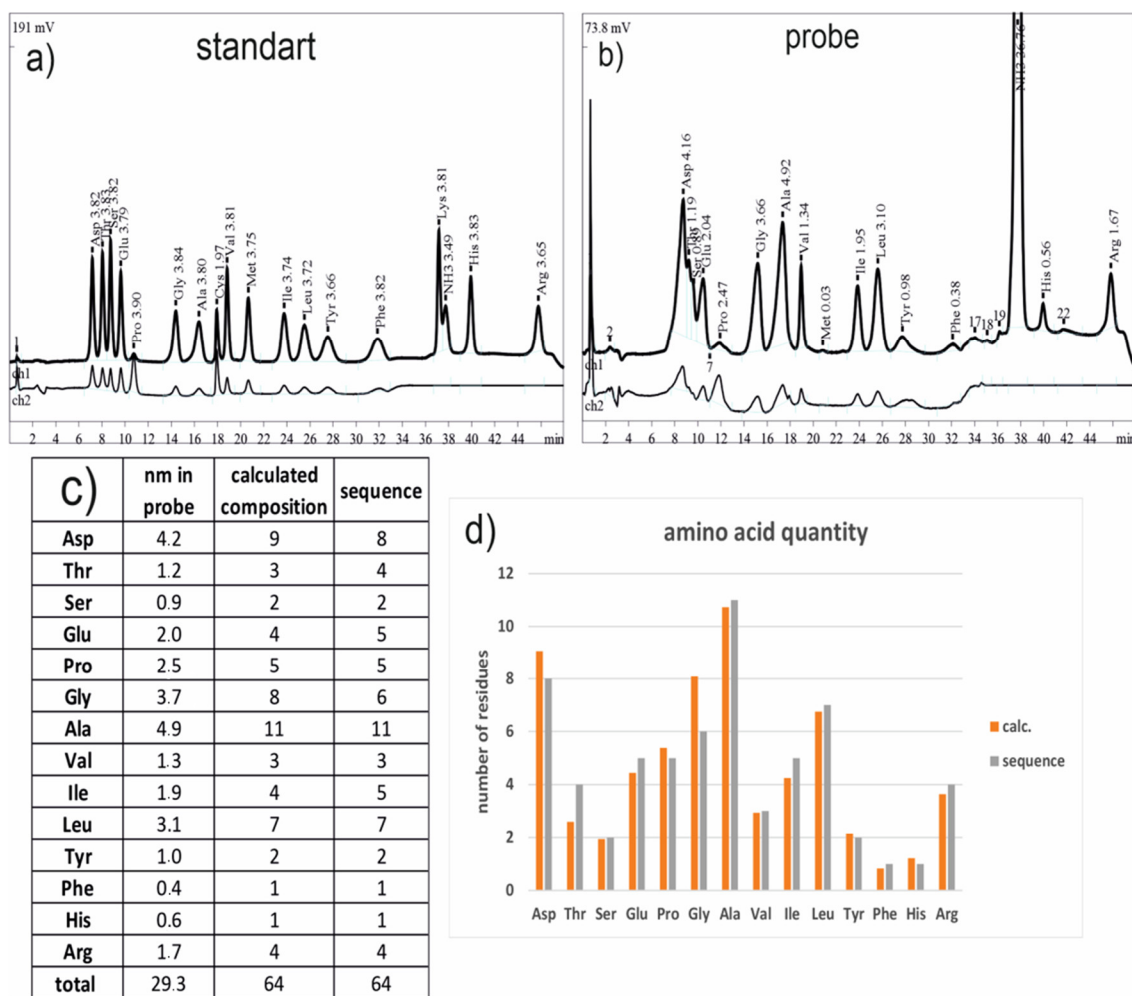 191 mV
a)
standart
Asp 3.82
Thr 3.83
Ser 3.82
Glu 3.79
Pro 3.90
Gly 3.84
Ala 3.80
Cys 1.97
Val 3.81
Met 3.75
Ile 3.74
Leu 3.72
Tyr 3.66
Phe 3.82
Lys 3.81
NH3 3.49
His 3.83
Arg 3.65
1
ch1
ch2
2 4 6 8 10 12 14 16 18 20 22 24 26 28 30 32 34 36 38 40 42 44 min
73.8 mV
b)
probe
2
Asp 4.16
Thr 1.19
Ser 0.89
Glu 2.04
7
Pro 2.47
Gly 3.66
Ala 4.92
Val 1.34
Met 0.03
Ile 1.95
Leu 3.10
Tyr 0.98
Phe 0.38
17
18
19
NH3 36.76
His 0.56
22
Arg 1.67
ch1
ch2
2 4 6 8 10 12 14 16 18 20 22 24 26 28 30 32 34 36 38 40 42 44 min
c) nm in probe calculated composition sequence
Asp 4.2 9 8
Thr 1.2 3 4
Ser 0.9 2 2
Glu 2.0 4 5
Pro 2.5 5 5
Gly 3.7 8 6
Ala 4.9 11 11
Val 1.3 3 3
Ile 1.9 4 5
Leu 3.1 7 7
Tyr 1.0 2 2
Phe 0.4 1 1
His 0.6 1 1
Arg 1.7 4 4
total 29.3 64 64
d)
amino acid quantity
number of residues
12
10
8
6
4
2
0
Asp Thr Ser Glu Pro Gly Ala Val Ile Leu Tyr Phe His Arg
calc.
sequence